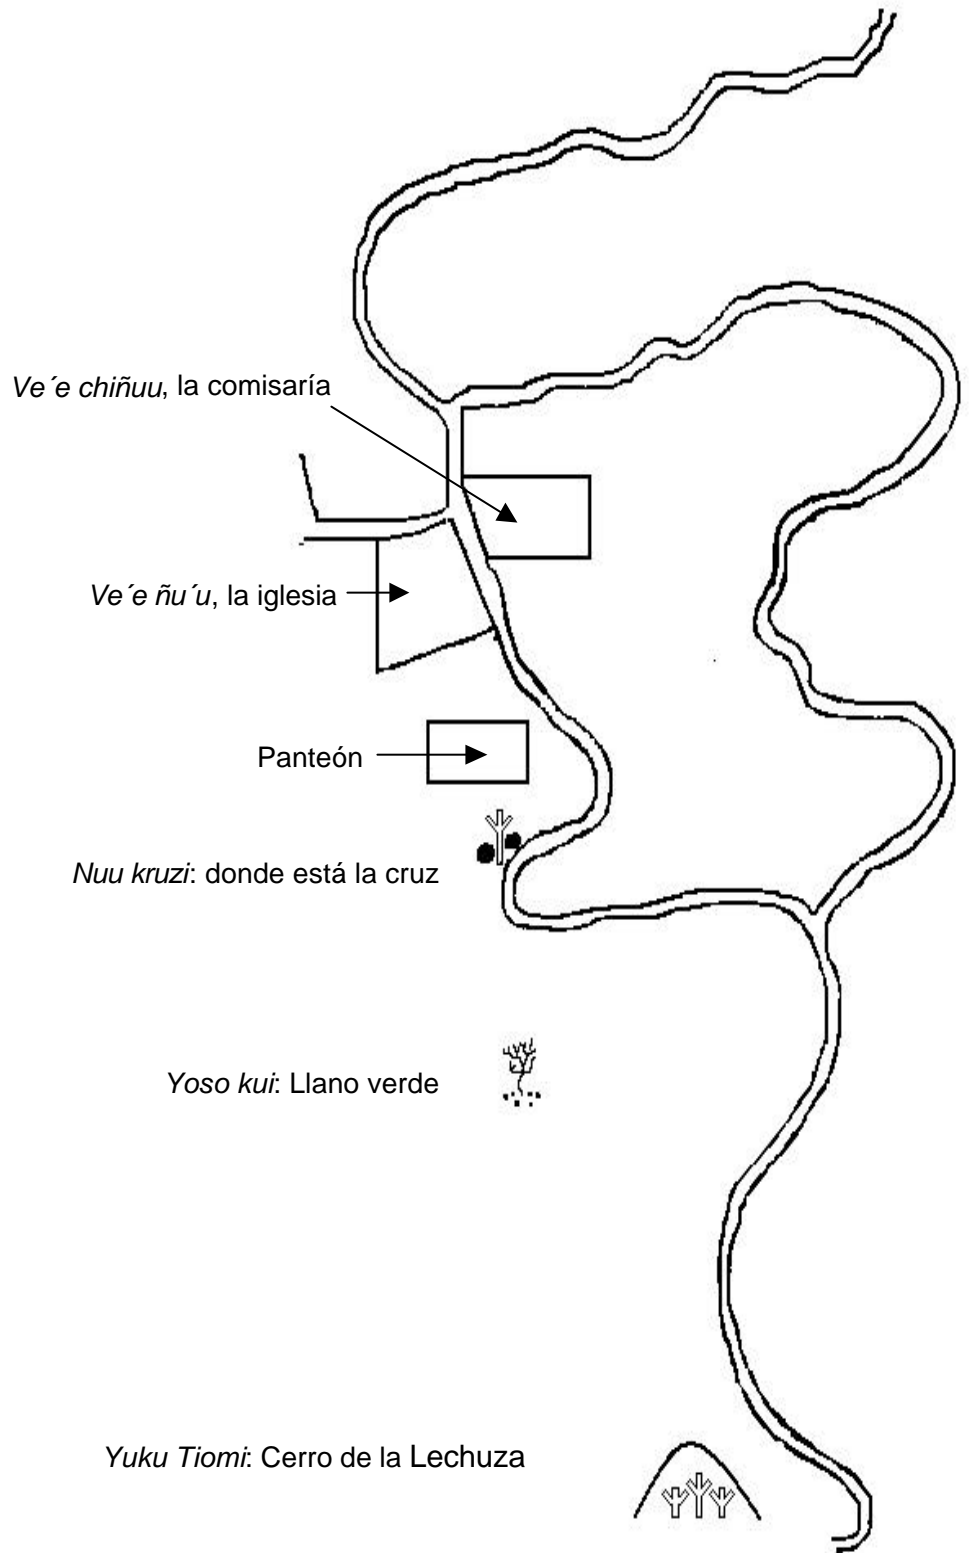 Ve´e chiñuu, la comisaría
Ve´e ñu´u, la iglesia
Panteón
Nuu kruzi: donde está la cruz
Yoso kui: Llano verde
Yuku Tiomi: Cerro de la Lechuza